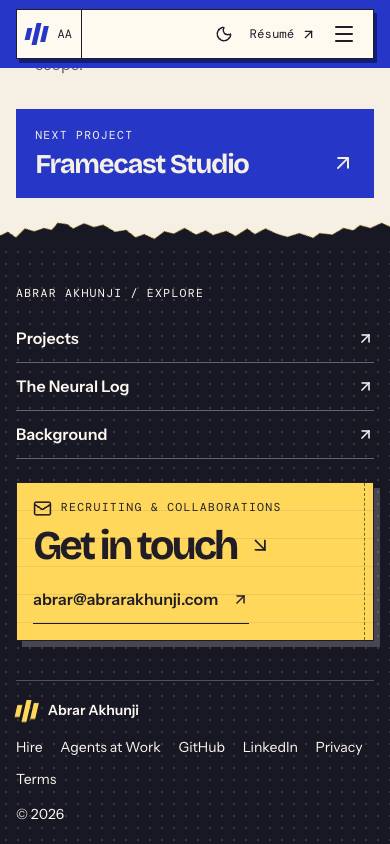 AA
Résumé
scope.
NEXT PROJECT
Framecast Studio
ABRAR AKHUNJI / EXPLORE
Projects
The Neural Log
Background
RECRUITING & COLLABORATIONS
Get in touch
abrar@abrarakhunji.com
Abrar Akhunji
Hire Agents at Work GitHub LinkedIn Privacy
Terms
© 2026